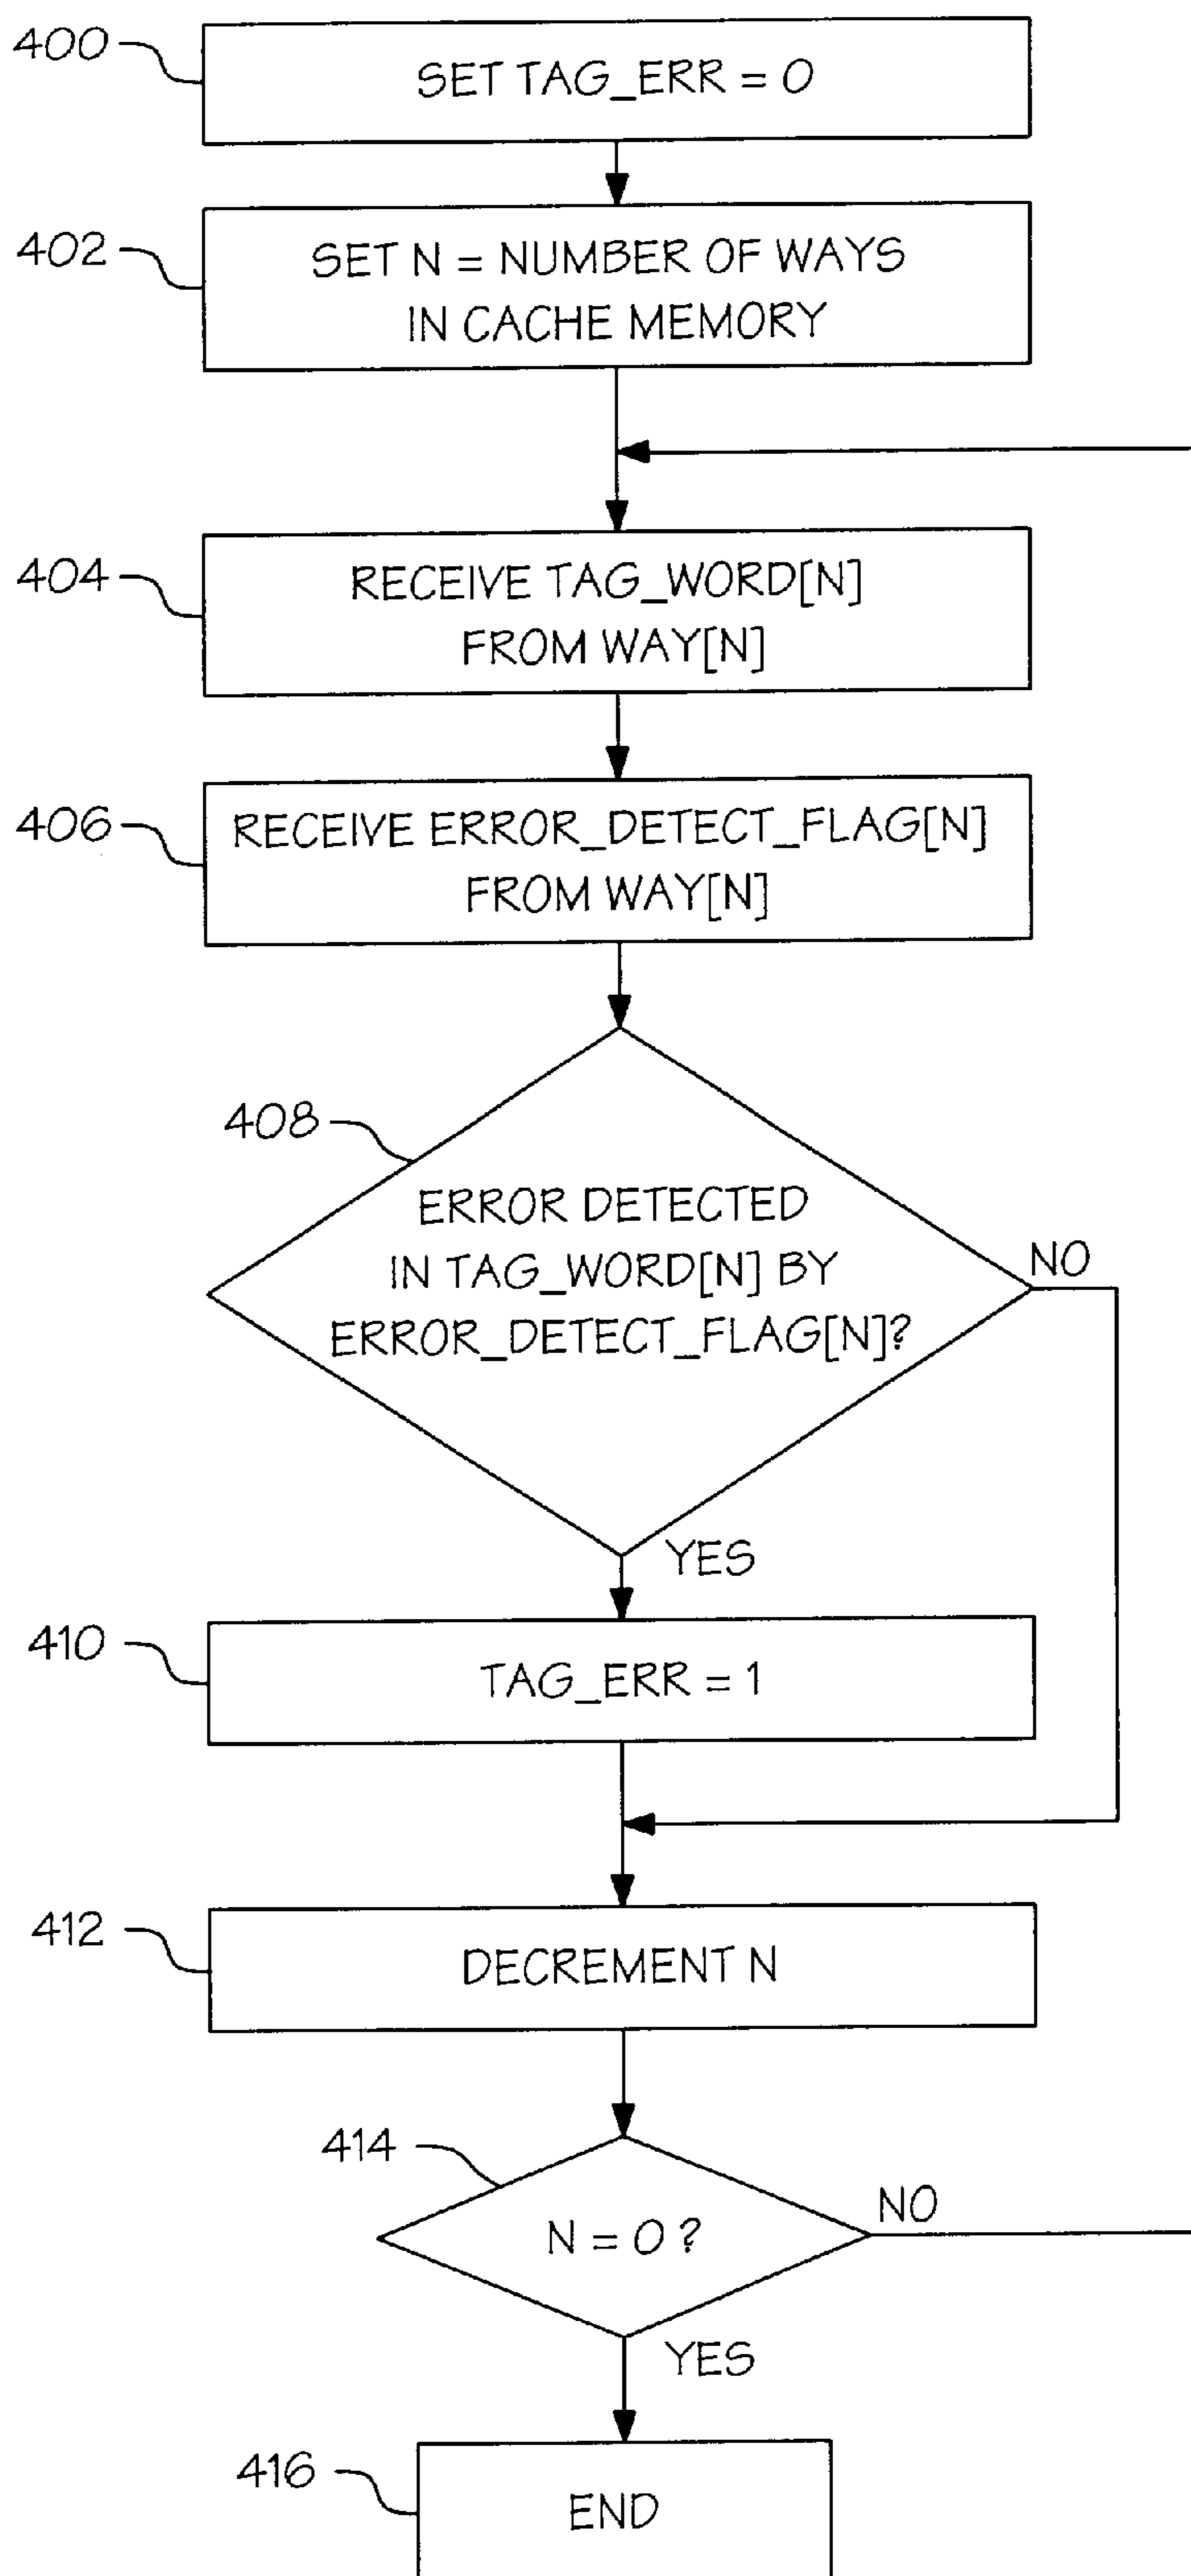 400
SET TAG_ERR = 0
402
SET N = NUMBER OF WAYS
IN CACHE MEMORY
404
RECEIVE TAG_WORD[N]
FROM WAY[N]
406
RECEIVE ERROR_DETECT_FLAG[N]
FROM WAY[N]
408
ERROR DETECTED
IN TAG_WORD[N] BY
ERROR_DETECT_FLAG[N]?
NO
YES
410
TAG_ERR = 1
412
DECREMENT N
414
N = 0 ?
NO
YES
416
END